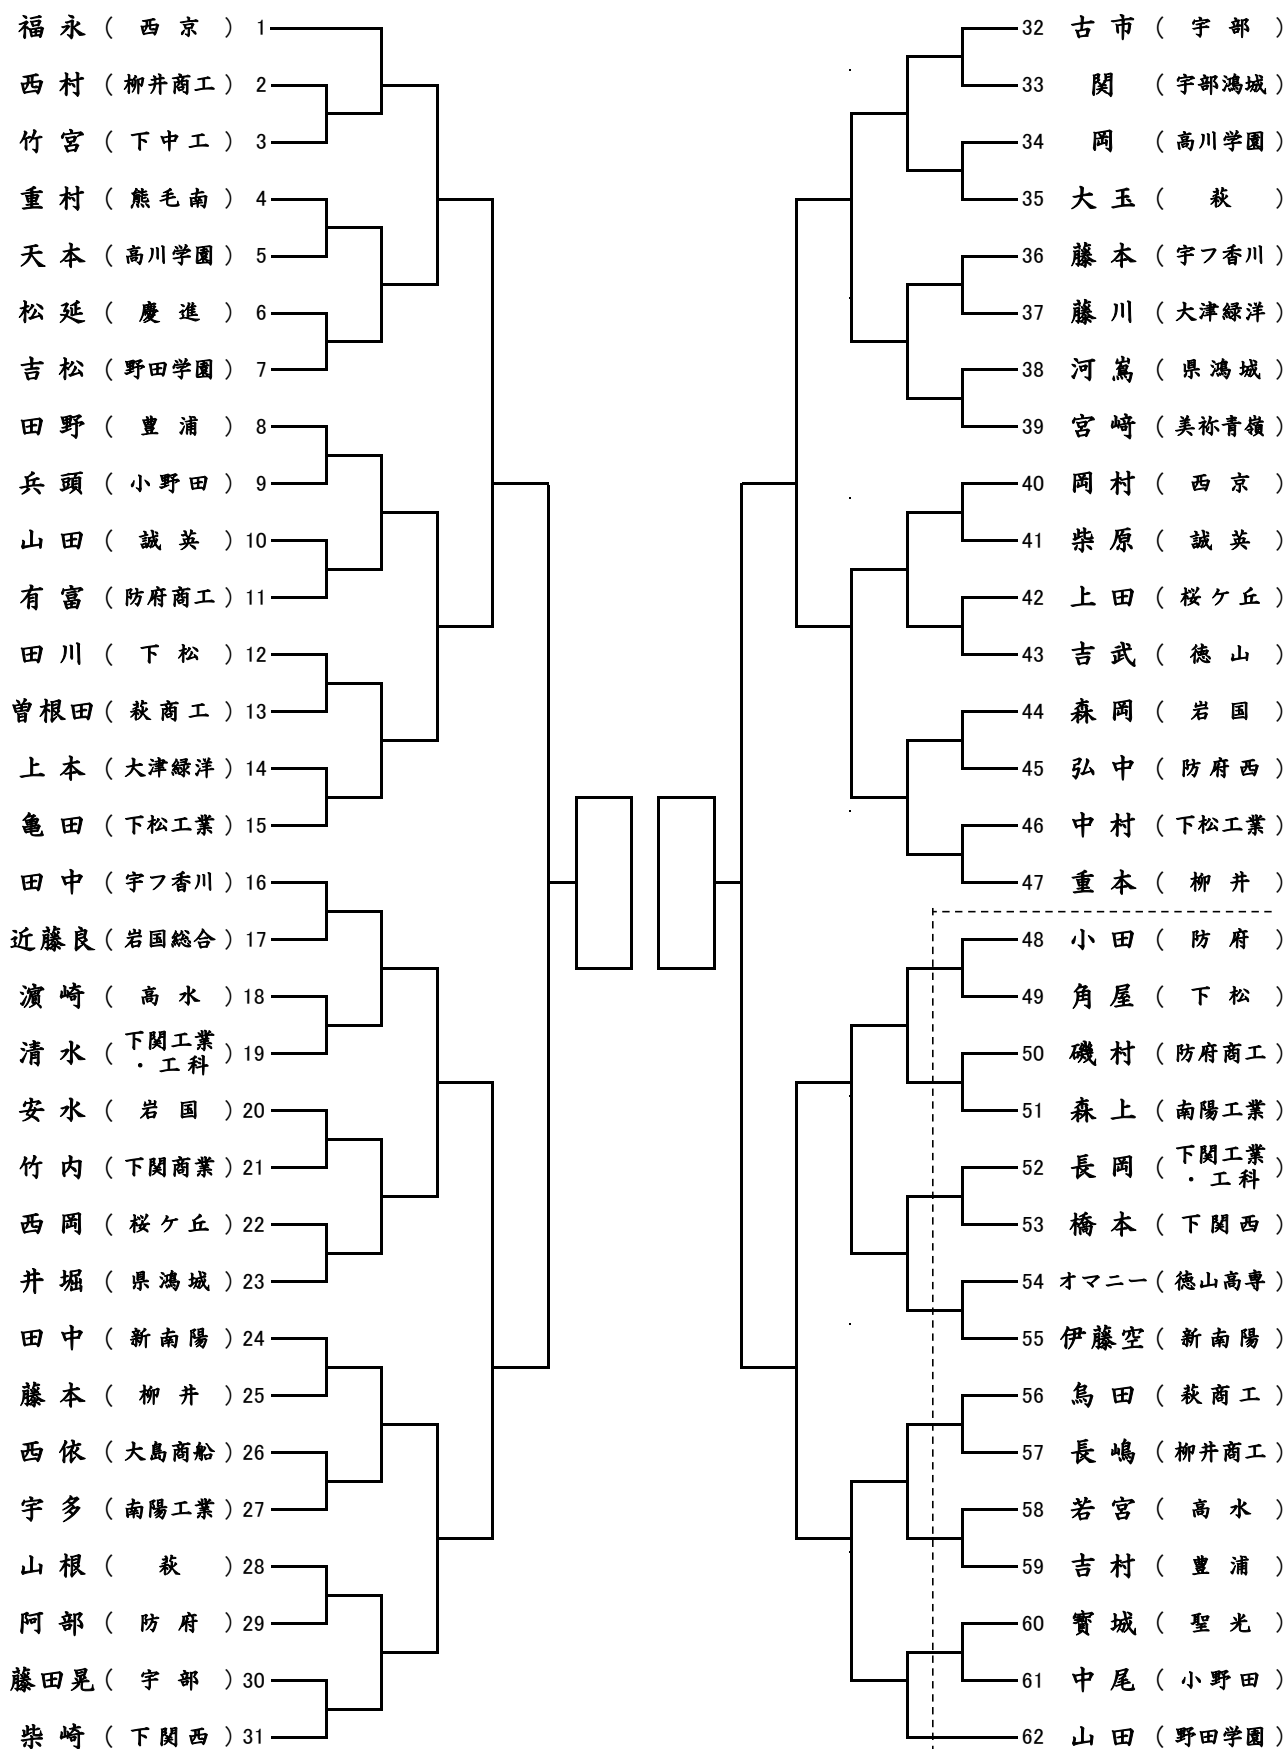 福永（西京）1
西村（柳井商工）2
竹宮（下中工）3
重村（熊毛南）4
天本（高川学園）5
松延（慶進）6
吉松（野田学園）7
田野（豊浦）8
兵頭（小野田）9
山田（誠英）10
有富（防府商工）11
田川（下松）12
曽根田（萩商工）13
上本（大津緑洋）14
亀田（下松工業）15
田中（宇フ香川）16
近藤良（岩国総合）17
濵崎（高水）18
清水（下関工業・工科）19
安水（岩国）20
竹内（下関商業）21
西岡（桜ケ丘）22
井堀（県鴻城）23
田中（新南陽）24
藤本（柳井）25
西依（大島商船）26
宇多（南陽工業）27
山根（萩）28
阿部（防府）29
藤田晃（宇部）30
柴崎（下関西）31
32 古市（宇部）
33 関（宇部鴻城）
34 岡（高川学園）
35 大玉（萩）
36 藤本（宇フ香川）
37 藤川（大津緑洋）
38 河嶌（県鴻城）
39 宮﨑（美祢青嶺）
40 岡村（西京）
41 柴原（誠英）
42 上田（桜ケ丘）
43 吉武（徳山）
44 森岡（岩国）
45 弘中（防府西）
46 中村（下松工業）
47 重本（柳井）
48 小田（防府）
49 角屋（下松）
50 磯村（防府商工）
51 森上（南陽工業）
52 長岡（下関工業・工科）
53 橋本（下関西）
54 オマニー（徳山高専）
55 伊藤空（新南陽）
56 烏田（萩商工）
57 長嶋（柳井商工）
58 若宮（高水）
59 吉村（豊浦）
60 寳城（聖光）
61 中尾（小野田）
62 山田（野田学園）